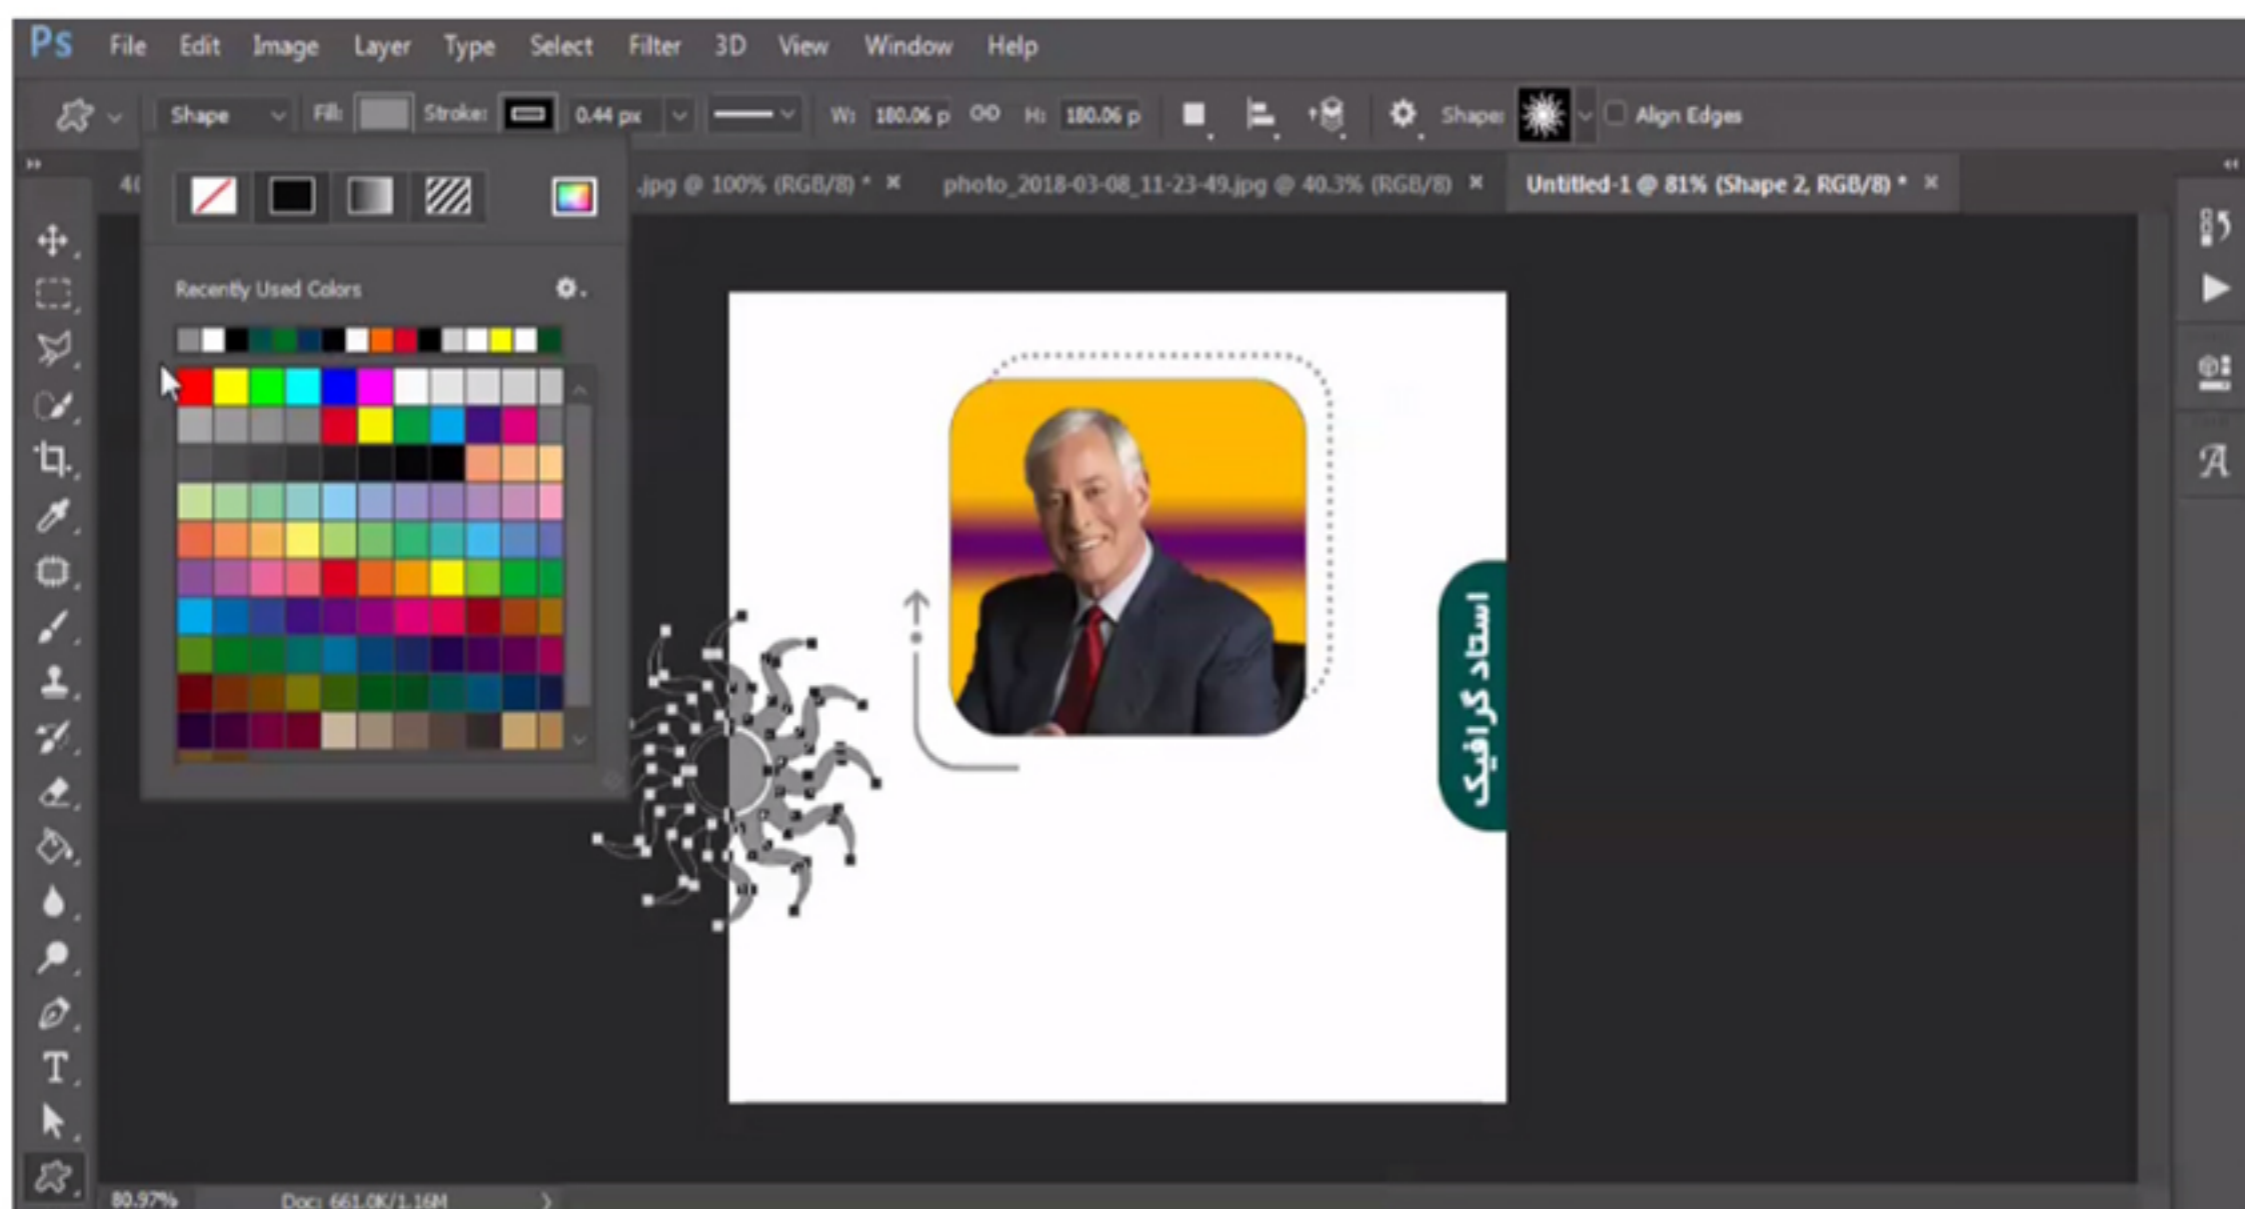 Ps File Edit Image Layer Type Select Filter 3D View Window Help
Shape Fill: Stroke: 0.44 px W: 180.06 p H: 180.06 p Shape: Align Edges
.jpg @ 100% (RGB/8) * photo_2018-03-08_11-23-49.jpg @ 40.3% (RGB/8) Untitled-1 @ 81% (Shape 2, RGB/8) *
Recently Used Colors
استاد گرافیک
80.97% Doc: 661.0K/1.16M